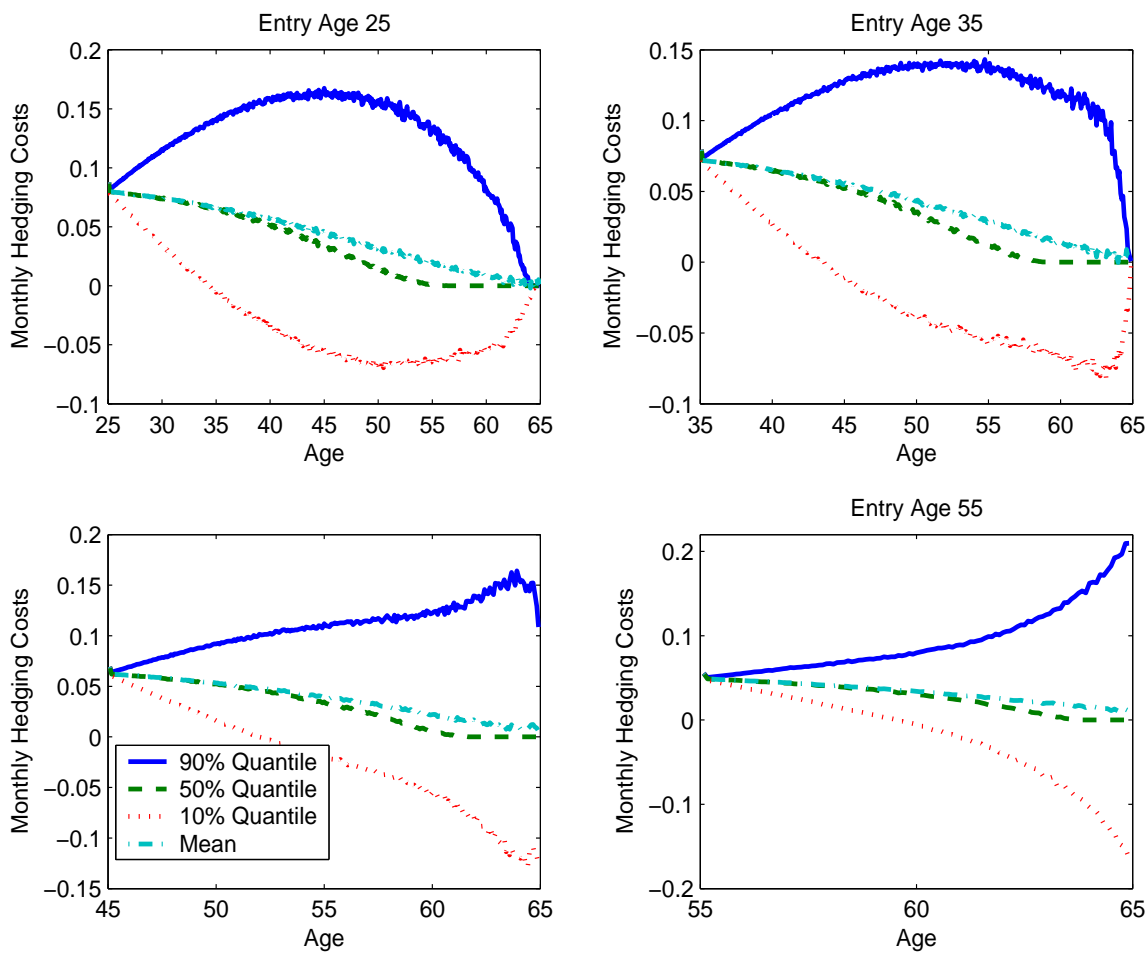 Entry Age 25
Monthly Hedging Costs
0.2
0.15
0.1
0.05
0
−0.05
−0.1
25 30 35 40 45 50 55 60 65
Age
Entry Age 35
Monthly Hedging Costs
0.15
0.1
0.05
0
−0.05
−0.1
35 40 45 50 55 60 65
Age
Monthly Hedging Costs
0.2
0.15
0.1
0.05
0
−0.05
−0.1
−0.15
45 50 55 60 65
Age
90% Quantile
50% Quantile
10% Quantile
Mean
Entry Age 55
Monthly Hedging Costs
0.2
0.1
0
−0.1
−0.2
55 60 65
Age